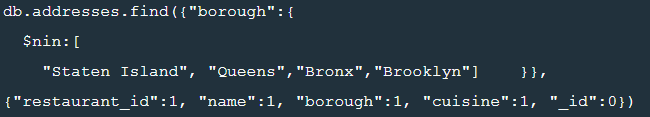 db.addresses.find({"borough":{
$nin:[
"Staten Island", "Queens","Bronx","Brooklyn"]    }},
{"restaurant_id":1, "name":1, "borough":1, "cuisine":1, "_id":0})